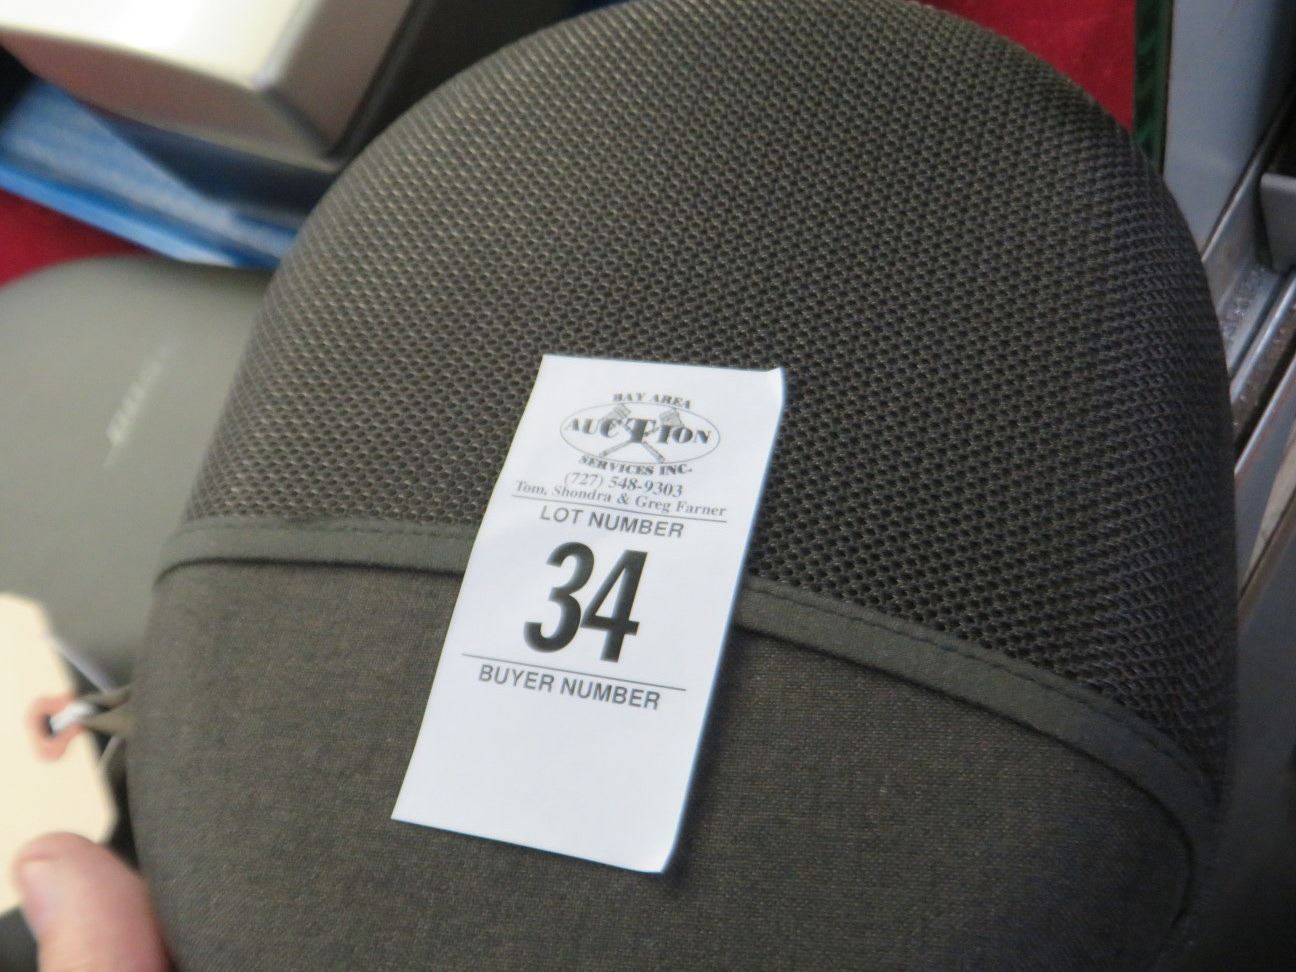 BAY AREA
AUCTION
SERVICES INC.
(727) 548-9303
Tom, Shondra & Greg Farner
LOT NUMBER
34
BUYER NUMBER